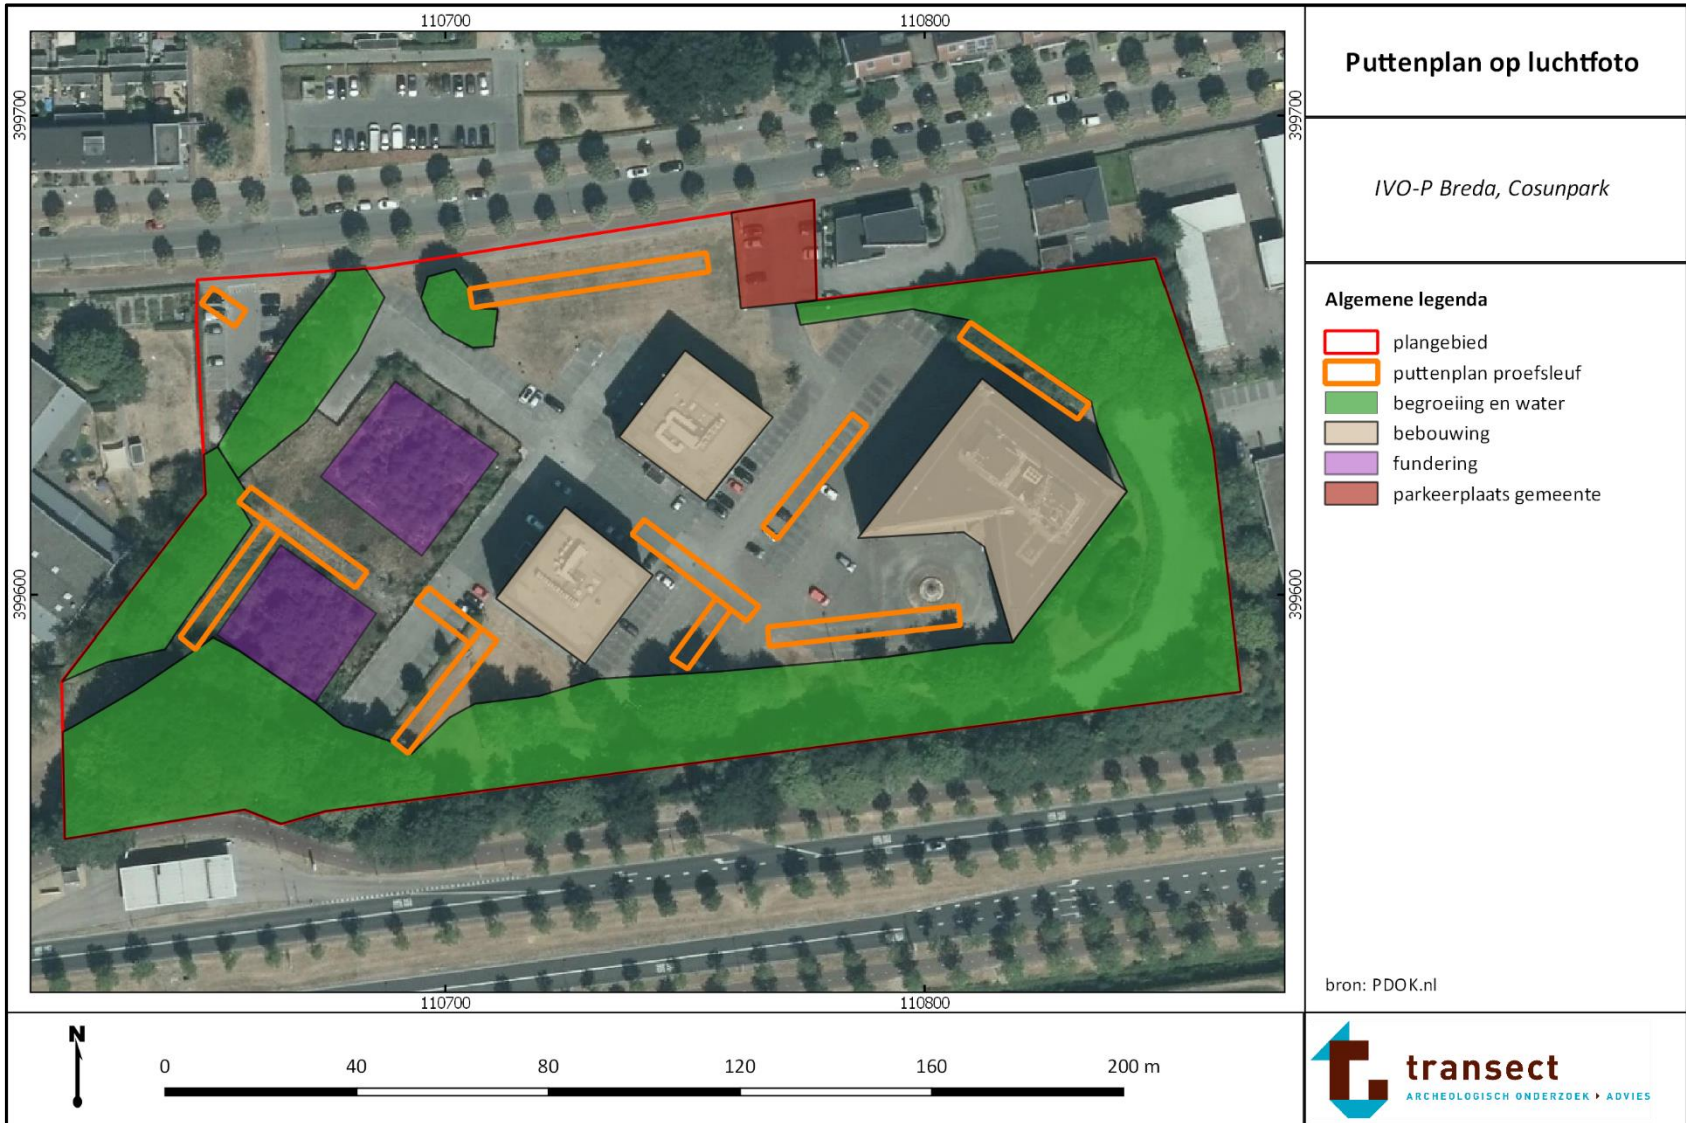 110700
110800
399700
399700
399600
399600
110700
110800
Puttenplan op luchtfoto
IVO-P Breda, Cosunpark
Algemene legenda
plangebied
puttenplan proefsleuf
begroeiing en water
bebouwing
fundering
parkeerplaats gemeente
bron: PDOK.nl
N
0 40 80 120 160 200 m
transect
ARCHEOLOGISCH ONDERZOEK ▸ ADVIES